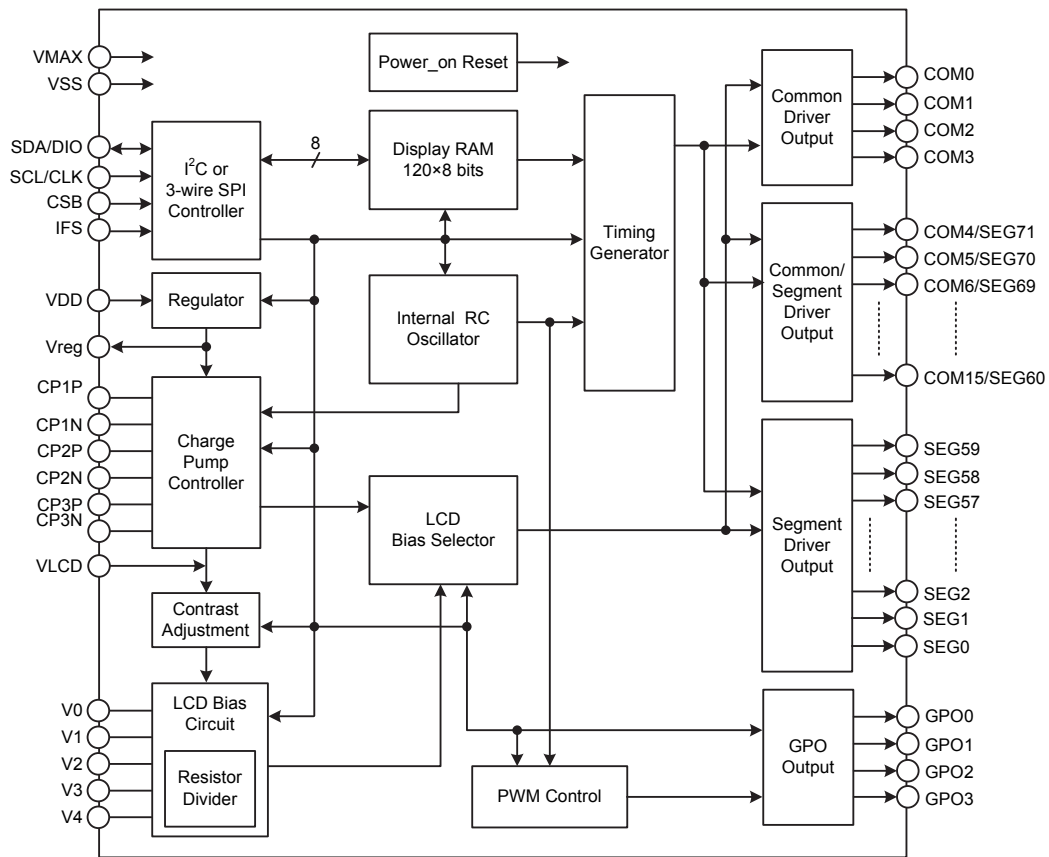 VMAX
VSS
SDA/DIO
SCL/CLK
CSB
IFS
VDD
Vreg
CP1P
CP1N
CP2P
CP2N
CP3P
CP3N
VLCD
V0
V1
V2
V3
V4
I²C or
3-wire SPI
Controller
Regulator
Charge
Pump
Controller
Contrast
Adjustment
LCD Bias
Circuit
Resistor
Divider
Power_on Reset
8
Display RAM
120×8 bits
Internal RC
Oscillator
LCD
Bias Selector
PWM Control
Timing
Generator
Common
Driver
Output
Common/
Segment
Driver
Output
Segment
Driver
Output
GPO
Output
COM0
COM1
COM2
COM3
COM4/SEG71
COM5/SEG70
COM6/SEG69
COM15/SEG60
SEG59
SEG58
SEG57
SEG2
SEG1
SEG0
GPO0
GPO1
GPO2
GPO3